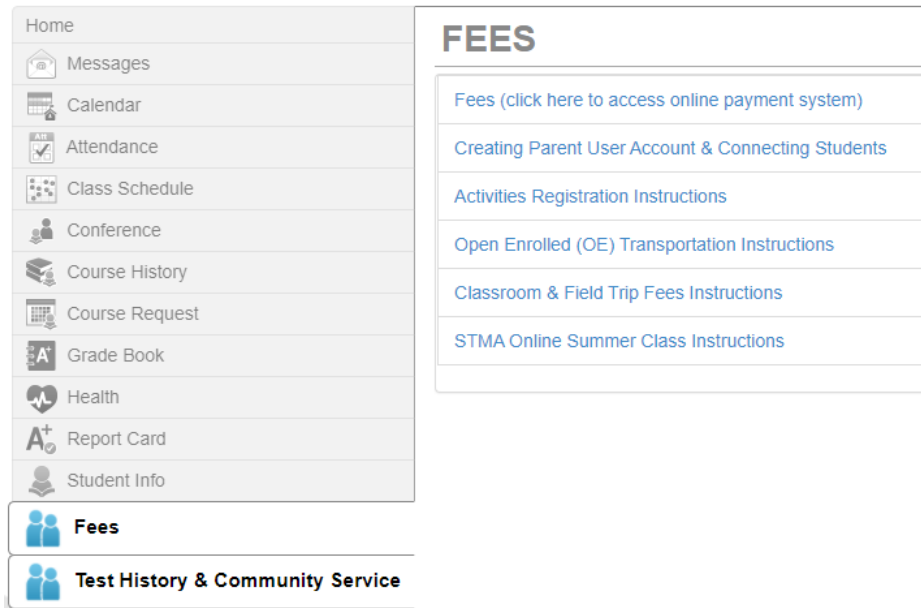 Home
Messages
Calendar
Attendance
Class Schedule
Conference
Course History
Course Request
Grade Book
Health
Report Card
Student Info
Fees
Test History & Community Service
FEES
Fees (click here to access online payment system)
Creating Parent User Account & Connecting Students
Activities Registration Instructions
Open Enrolled (OE) Transportation Instructions
Classroom & Field Trip Fees Instructions
STMA Online Summer Class Instructions